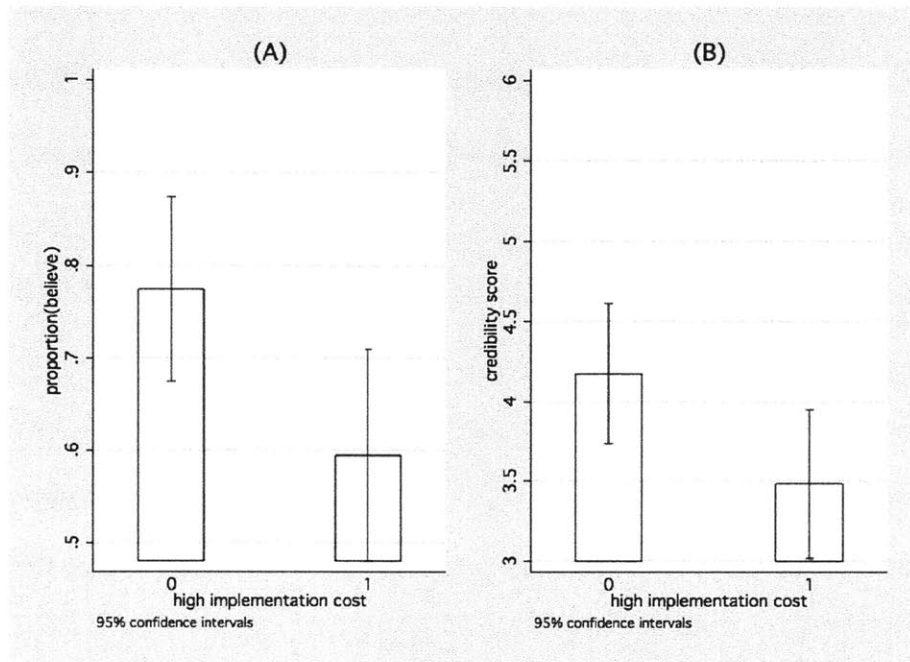 (A)
proportion(believe)
1
.9
.8
.7
.6
.5
0 1
high implementation cost
95% confidence intervals
(B)
credibility score
6
5.5
5
4.5
4
3.5
3
0 1
high implementation cost
95% confidence intervals